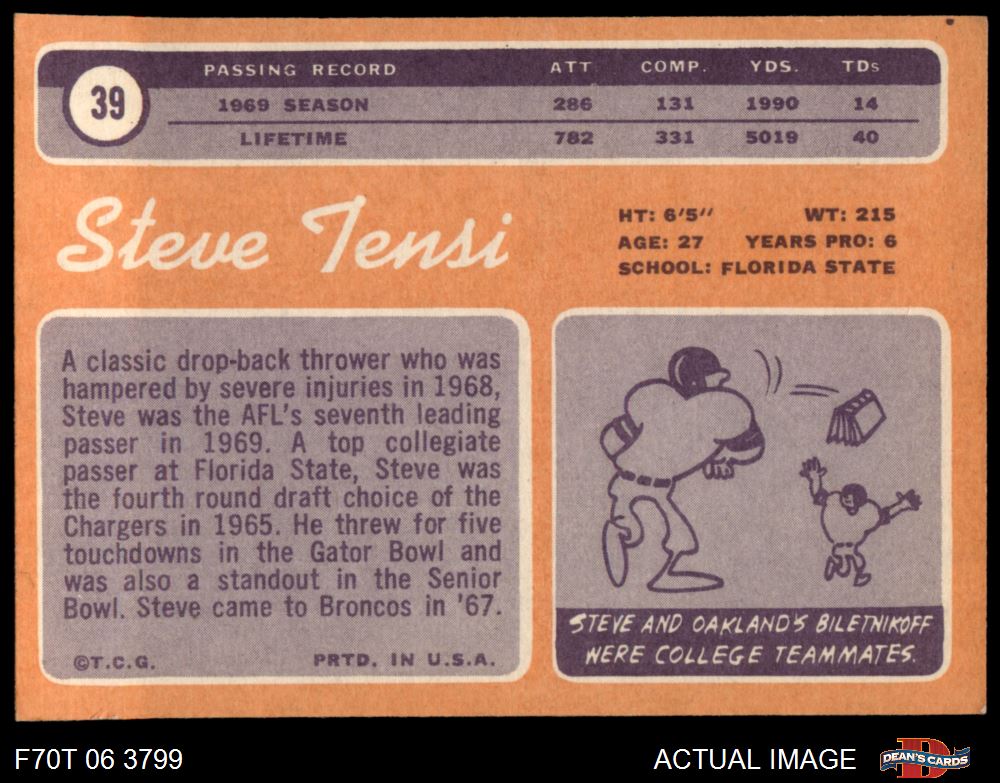 39
PASSING RECORD ATT COMP. YDS. TDs
1969 SEASON 286 131 1990 14
LIFETIME 782 331 5019 40
Steve Tensi
HT: 6'5" WT: 215
AGE: 27 YEARS PRO: 6
SCHOOL: FLORIDA STATE
A classic drop-back thrower who was
hampered by severe injuries in 1968,
Steve was the AFL's seventh leading
passer in 1969. A top collegiate
passer at Florida State, Steve was
the fourth round draft choice of the
Chargers in 1965. He threw for five
touchdowns in the Gator Bowl and
was also a standout in the Senior
Bowl. Steve came to Broncos in '67.
©T.C.G. PRTD. IN U.S.A.
STEVE AND OAKLAND'S BILETNIKOFF
WERE COLLEGE TEAMMATES.
F70T 06 3799
ACTUAL IMAGE
D
DEAN'S CARDS